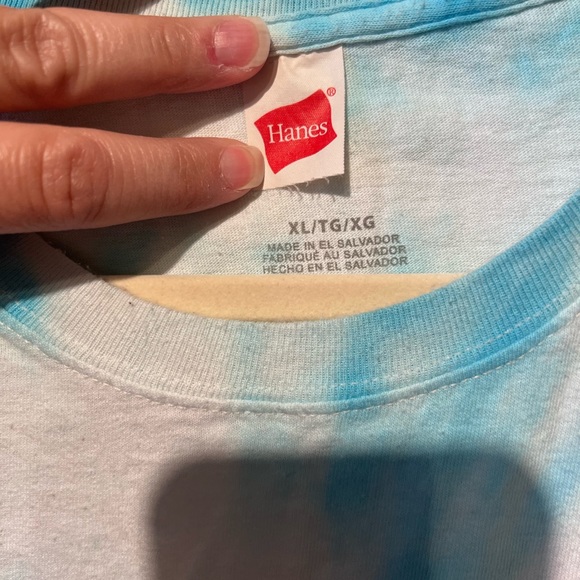 Hanes®
XL/TG/XG
MADE IN EL SALVADOR
FABRIQUÉ AU SALVADOR
HECHO EN EL SALVADOR